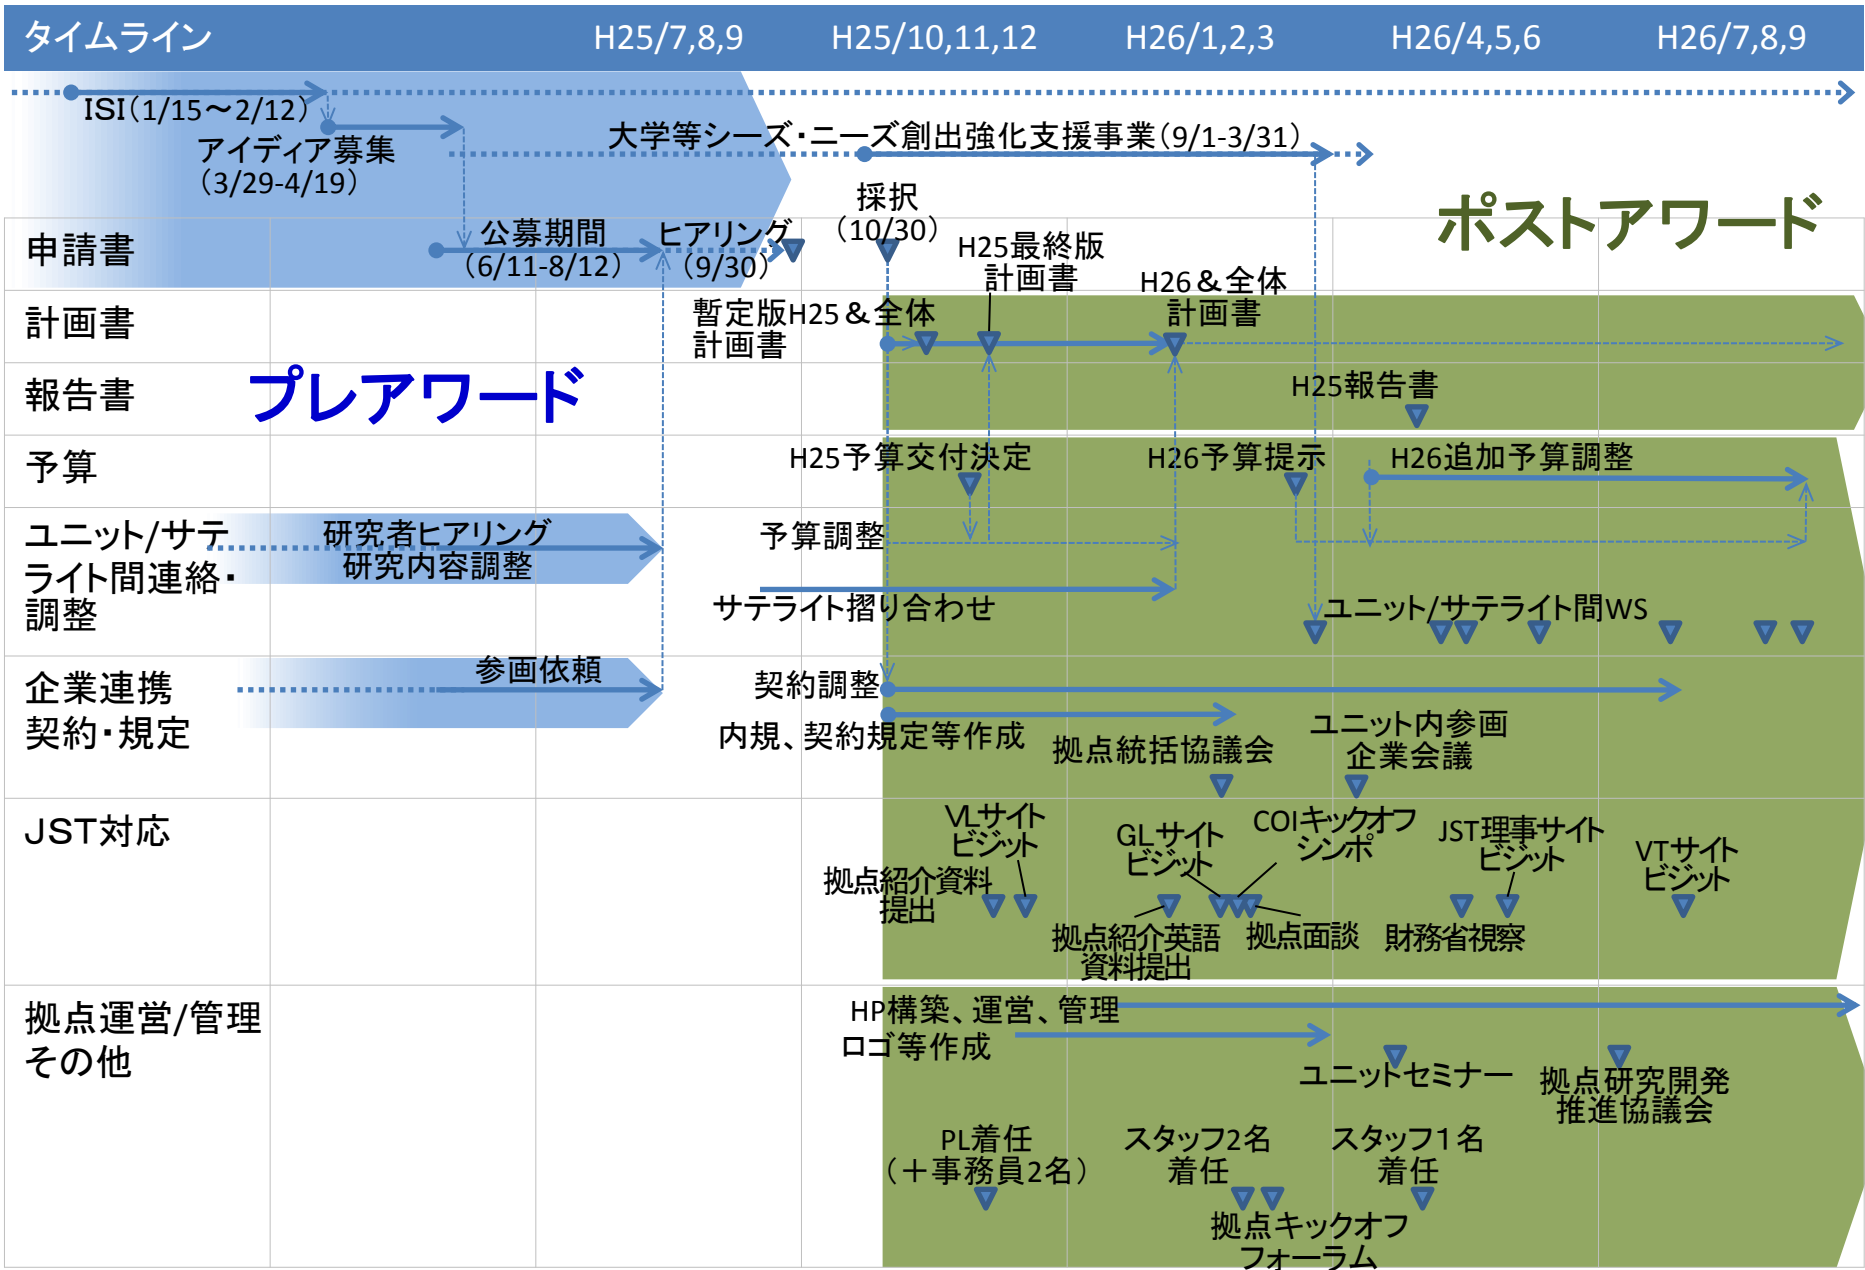 タイムライン
H25/7,8,9
H25/10,11,12
H26/1,2,3
H26/4,5,6
H26/7,8,9
ISI(1/15~2/12)
アイディア募集
(3/29-4/19)
大学等シーズ・ニーズ創出強化支援事業(9/1-3/31)
ポストアワード
申請書
公募期間
(6/11-8/12)
ヒアリング
(9/30)
採択
(10/30)
H25最終版
計画書
H26&全体
計画書
計画書
暫定版H25&全体
計画書
報告書
プレアワード
H25報告書
予算
H25予算交付決定
H26予算提示
H26追加予算調整
ユニット/サテ
ライト間連絡・
調整
研究者ヒアリング
研究内容調整
予算調整
サテライト摺り合わせ
ユニット/サテライト間WS
企業連携
契約・規定
参画依頼
契約調整
内規、契約規定等作成
拠点統括協議会
ユニット内参画
企業会議
JST対応
VLサイト
ビジット
GLサイト
ビジット
COIキックオフ
シンポ
JST理事サイト
ビジット
VTサイト
ビジット
拠点紹介資料
提出
拠点紹介英語
資料提出
拠点面談
財務省視察
拠点運営/管理
その他
HP構築、運営、管理
ロゴ等作成
ユニットセミナー
拠点研究開発
推進協議会
PL着任
(+事務員2名)
スタッフ2名
着任
スタッフ1名
着任
拠点キックオフ
フォーラム